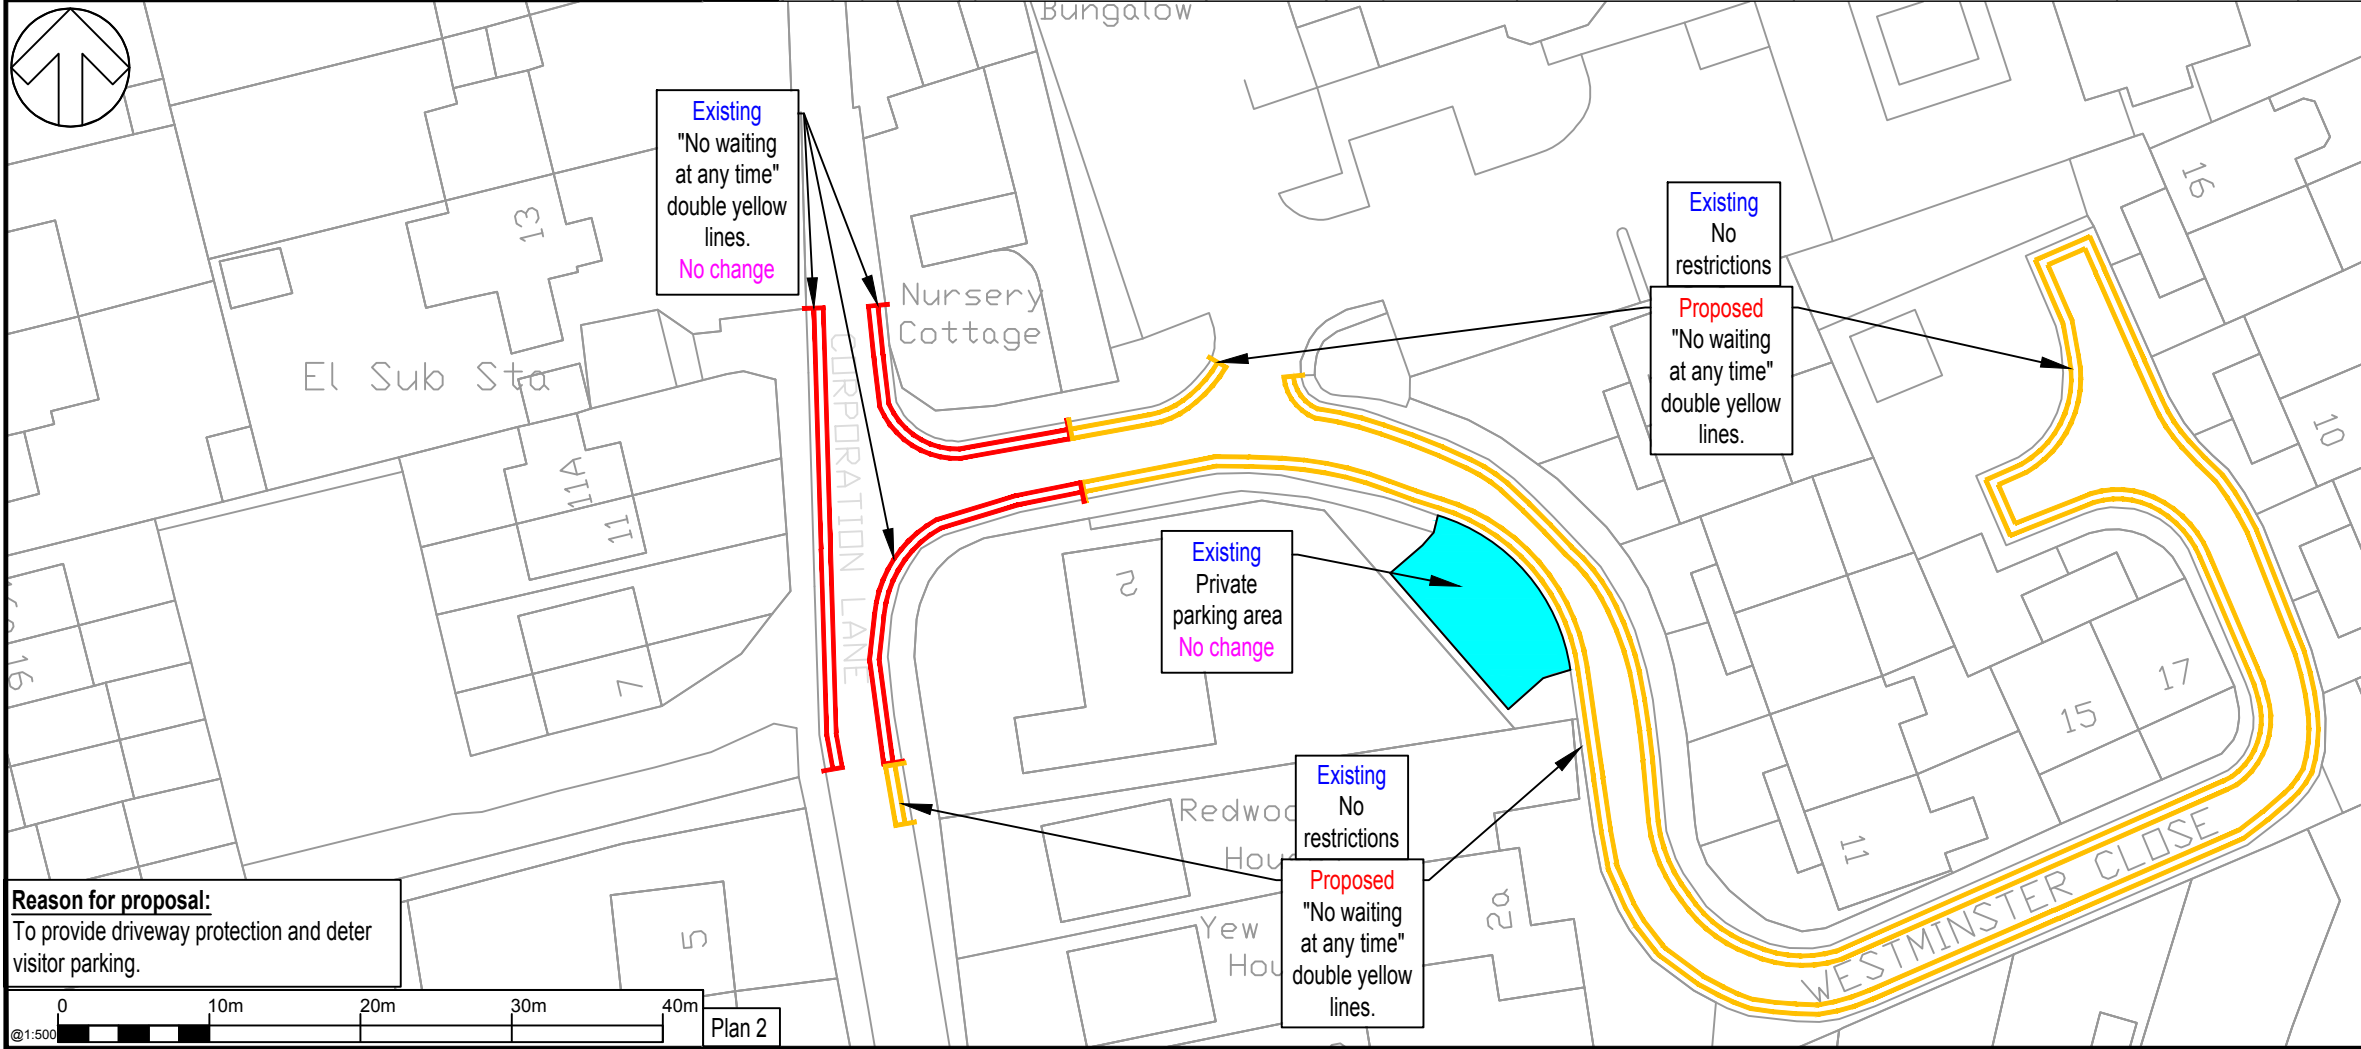 Bungalow
Existing
"No waiting
at any time"
double yellow
lines.
No change
13
Nursery
Cottage
El Sub Sta
CORPORATION LANE
11A
11
7
16
2
Existing
Private
parking area
No change
Existing
No
restrictions
Proposed
"No waiting
at any time"
double yellow
lines.
16
10
17
15
11
WESTMINSTER CLOSE
Existing
No
restrictions
Proposed
"No waiting
at any time"
double yellow
lines.
Yew
2a
5
Reason for proposal:
To provide driveway protection and deter
visitor parking.
0 10m 20m 30m 40m
@1:500
Plan 2